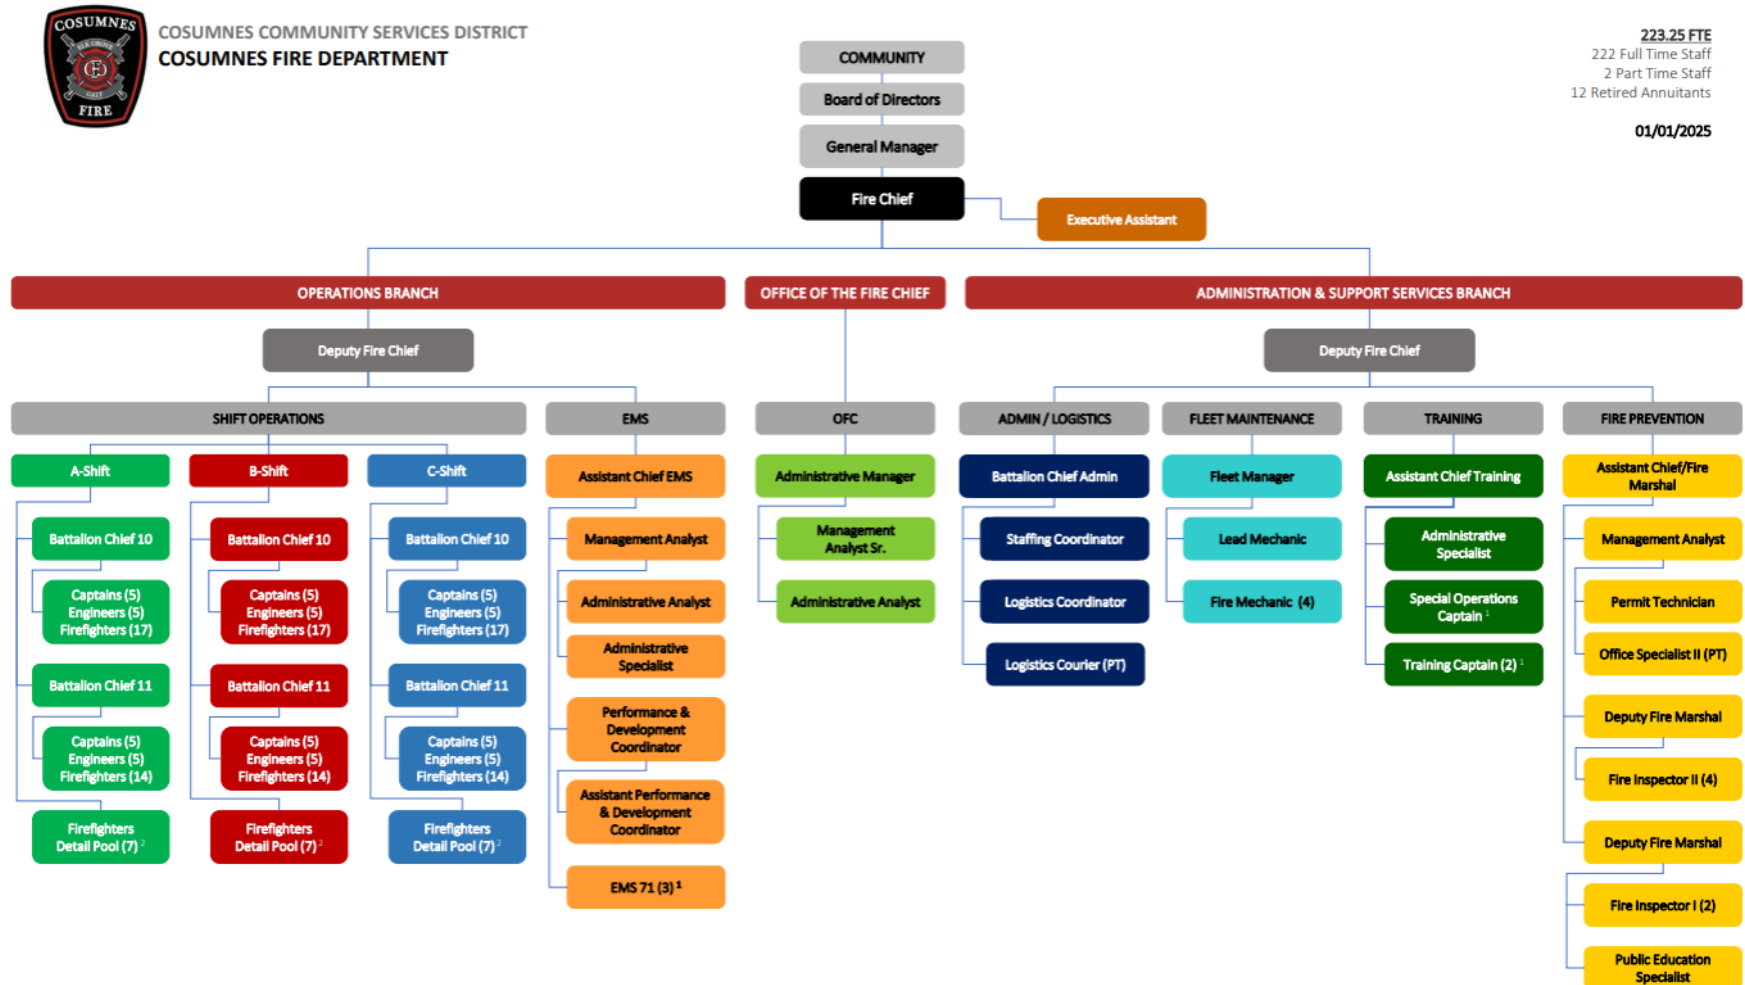 COSUMNES
ELK GROVE
GALT
FIRE
COSUMNES COMMUNITY SERVICES DISTRICT
COSUMNES FIRE DEPARTMENT
223.25 FTE
222 Full Time Staff
2 Part Time Staff
12 Retired Annuitants
01/01/2025
COMMUNITY
Board of Directors
General Manager
Fire Chief
Executive Assistant
OPERATIONS BRANCH
OFFICE OF THE FIRE CHIEF
ADMINISTRATION & SUPPORT SERVICES BRANCH
Deputy Fire Chief
Deputy Fire Chief
SHIFT OPERATIONS
EMS
OFC
ADMIN / LOGISTICS
FLEET MAINTENANCE
TRAINING
FIRE PREVENTION
A-Shift
Battalion Chief 10
Captains (5)
Engineers (5)
Firefighters (17)
Battalion Chief 11
Captains (5)
Engineers (5)
Firefighters (14)
Firefighters
Detail Pool (7) 2
B-Shift
Battalion Chief 10
Captains (5)
Engineers (5)
Firefighters (17)
Battalion Chief 11
Captains (5)
Engineers (5)
Firefighters (14)
Firefighters
Detail Pool (7) 2
C-Shift
Battalion Chief 10
Captains (5)
Engineers (5)
Firefighters (17)
Battalion Chief 11
Captains (5)
Engineers (5)
Firefighters (14)
Firefighters
Detail Pool (7) 2
Assistant Chief EMS
Management Analyst
Administrative Analyst
Administrative
Specialist
Performance &
Development
Coordinator
Assistant Performance
& Development
Coordinator
EMS 71 (3) 1
Administrative Manager
Management
Analyst Sr.
Administrative Analyst
Battalion Chief Admin
Staffing Coordinator
Logistics Coordinator
Logistics Courier (PT)
Fleet Manager
Lead Mechanic
Fire Mechanic (4)
Assistant Chief Training
Administrative
Specialist
Special Operations
Captain 1
Training Captain (2) 1
Assistant Chief/Fire
Marshal
Management Analyst
Permit Technician
Office Specialist II (PT)
Deputy Fire Marshal
Fire Inspector II (4)
Deputy Fire Marshal
Fire Inspector I (2)
Public Education
Specialist